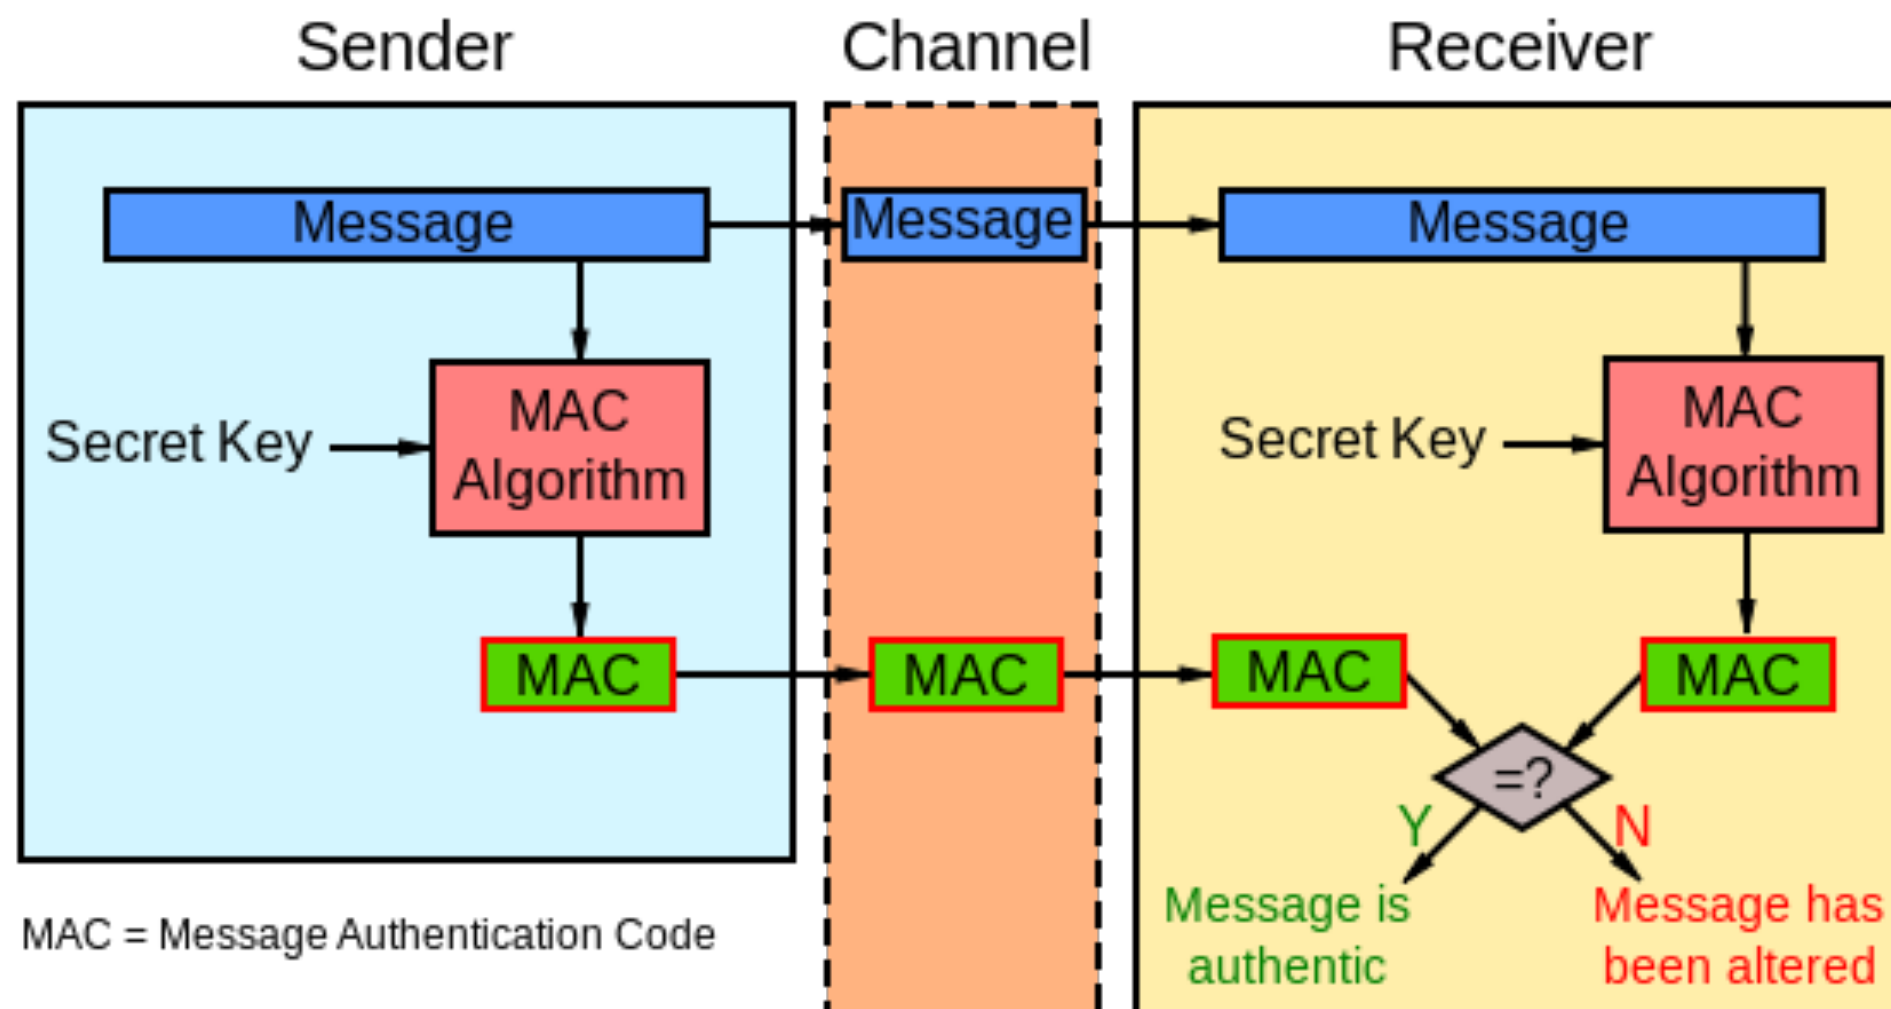 Sender
Channel
Receiver
Message
Message
Message
Secret Key
MAC
Algorithm
Secret Key
MAC
Algorithm
MAC
MAC
MAC
MAC
=?
Y
N
Message is
authentic
Message has
been altered
MAC = Message Authentication Code